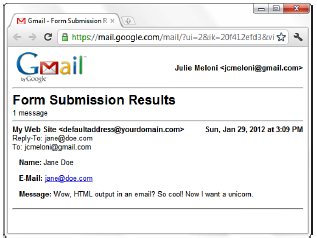 Gmail - Form Submission R
https://mail.google.com/mail/?ui=2&ik=20f412efd3&vi
Gmail
by Google
Julie Meloni <jcmeloni@gmail.com>
Form Submission Results
1 message
My Web Site <defaultaddress@yourdomain.com> Sun, Jan 29, 2012 at 3:09 PM
Reply-To: jane@doe.com
To: jcmeloni@gmail.com
Name: Jane Doe
E-Mail: jane@doe.com
Message: Wow, HTML output in an email? So cool! Now I want a unicorn.